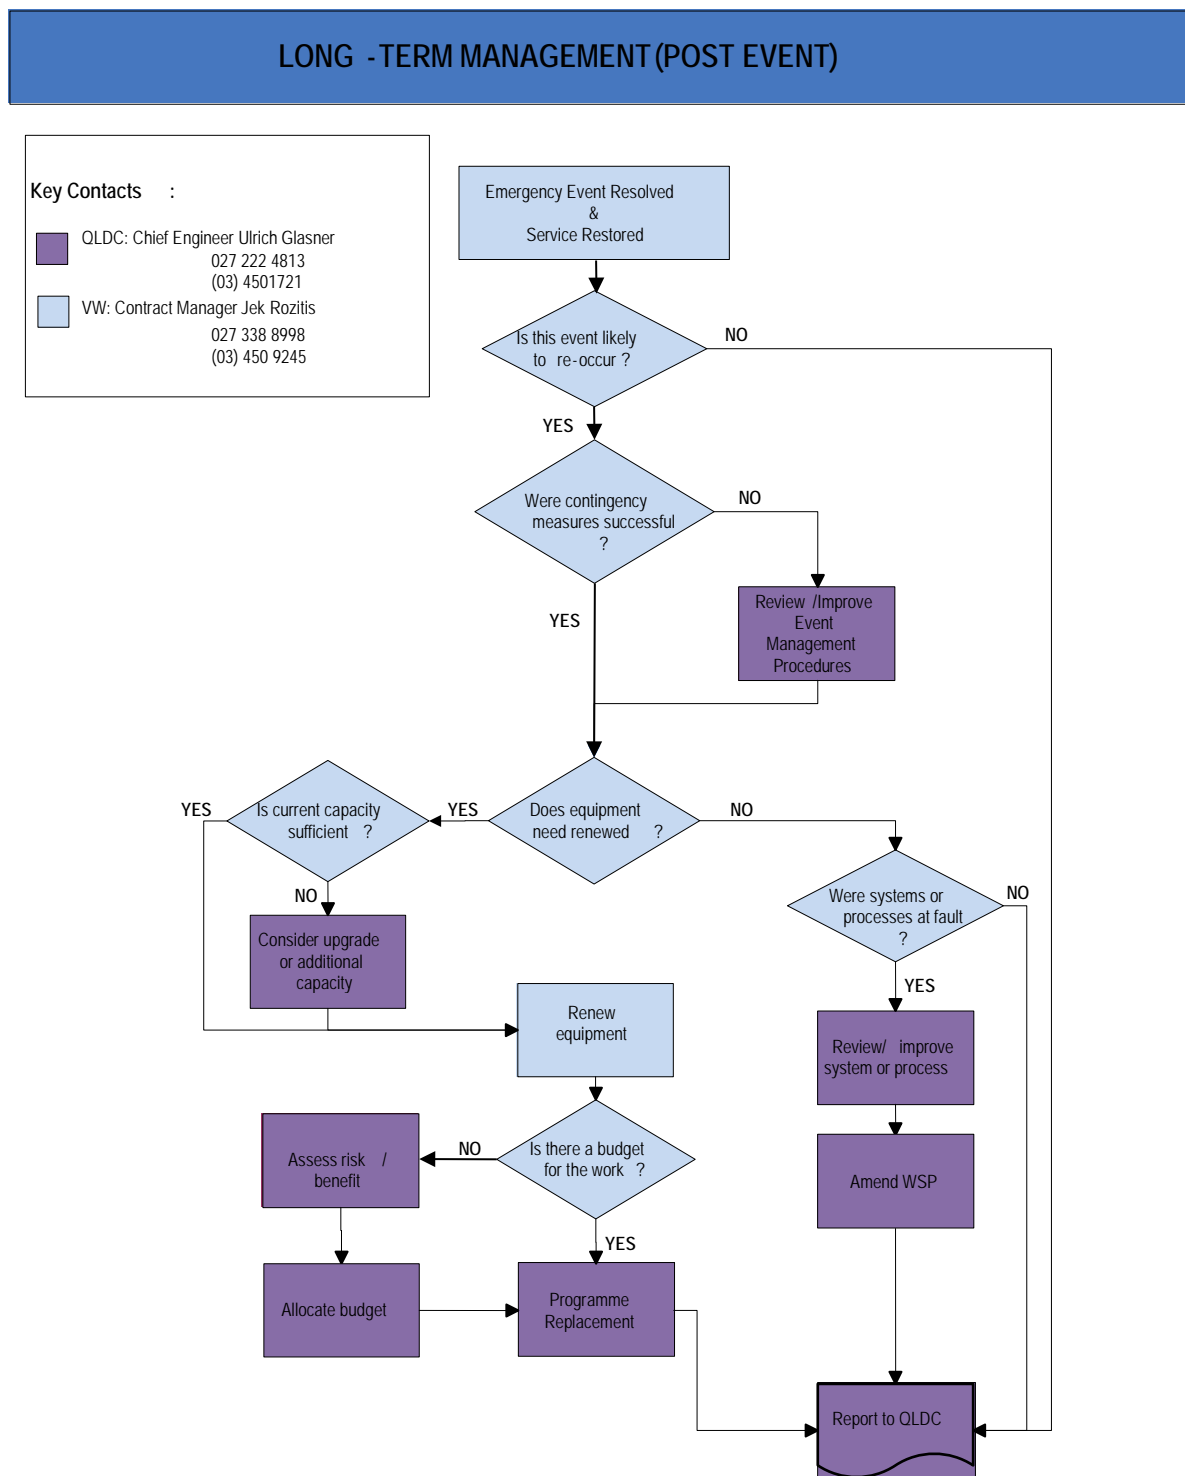 LONG - TERM MANAGEMENT (POST EVENT)
Key Contacts :
QLDC: Chief Engineer Ulrich Glasner
027 222 4813
(03) 4501721
VW: Contract Manager Jek Rozitis
027 338 8998
(03) 450 9245
Emergency Event Resolved
&
Service Restored
Is this event likely
to re-occur ?
NO
YES
Were contingency
measures successful
?
NO
YES
Review /Improve
Event
Management
Procedures
Does equipment
need renewed ?
YES
NO
Is current capacity
sufficient ?
YES
NO
Consider upgrade
or additional
capacity
Were systems or
processes at fault
?
NO
YES
Renew
equipment
Review/ improve
system or process
Is there a budget
for the work ?
NO
YES
Assess risk /
benefit
Amend WSP
Allocate budget
Programme
Replacement
Report to QLDC